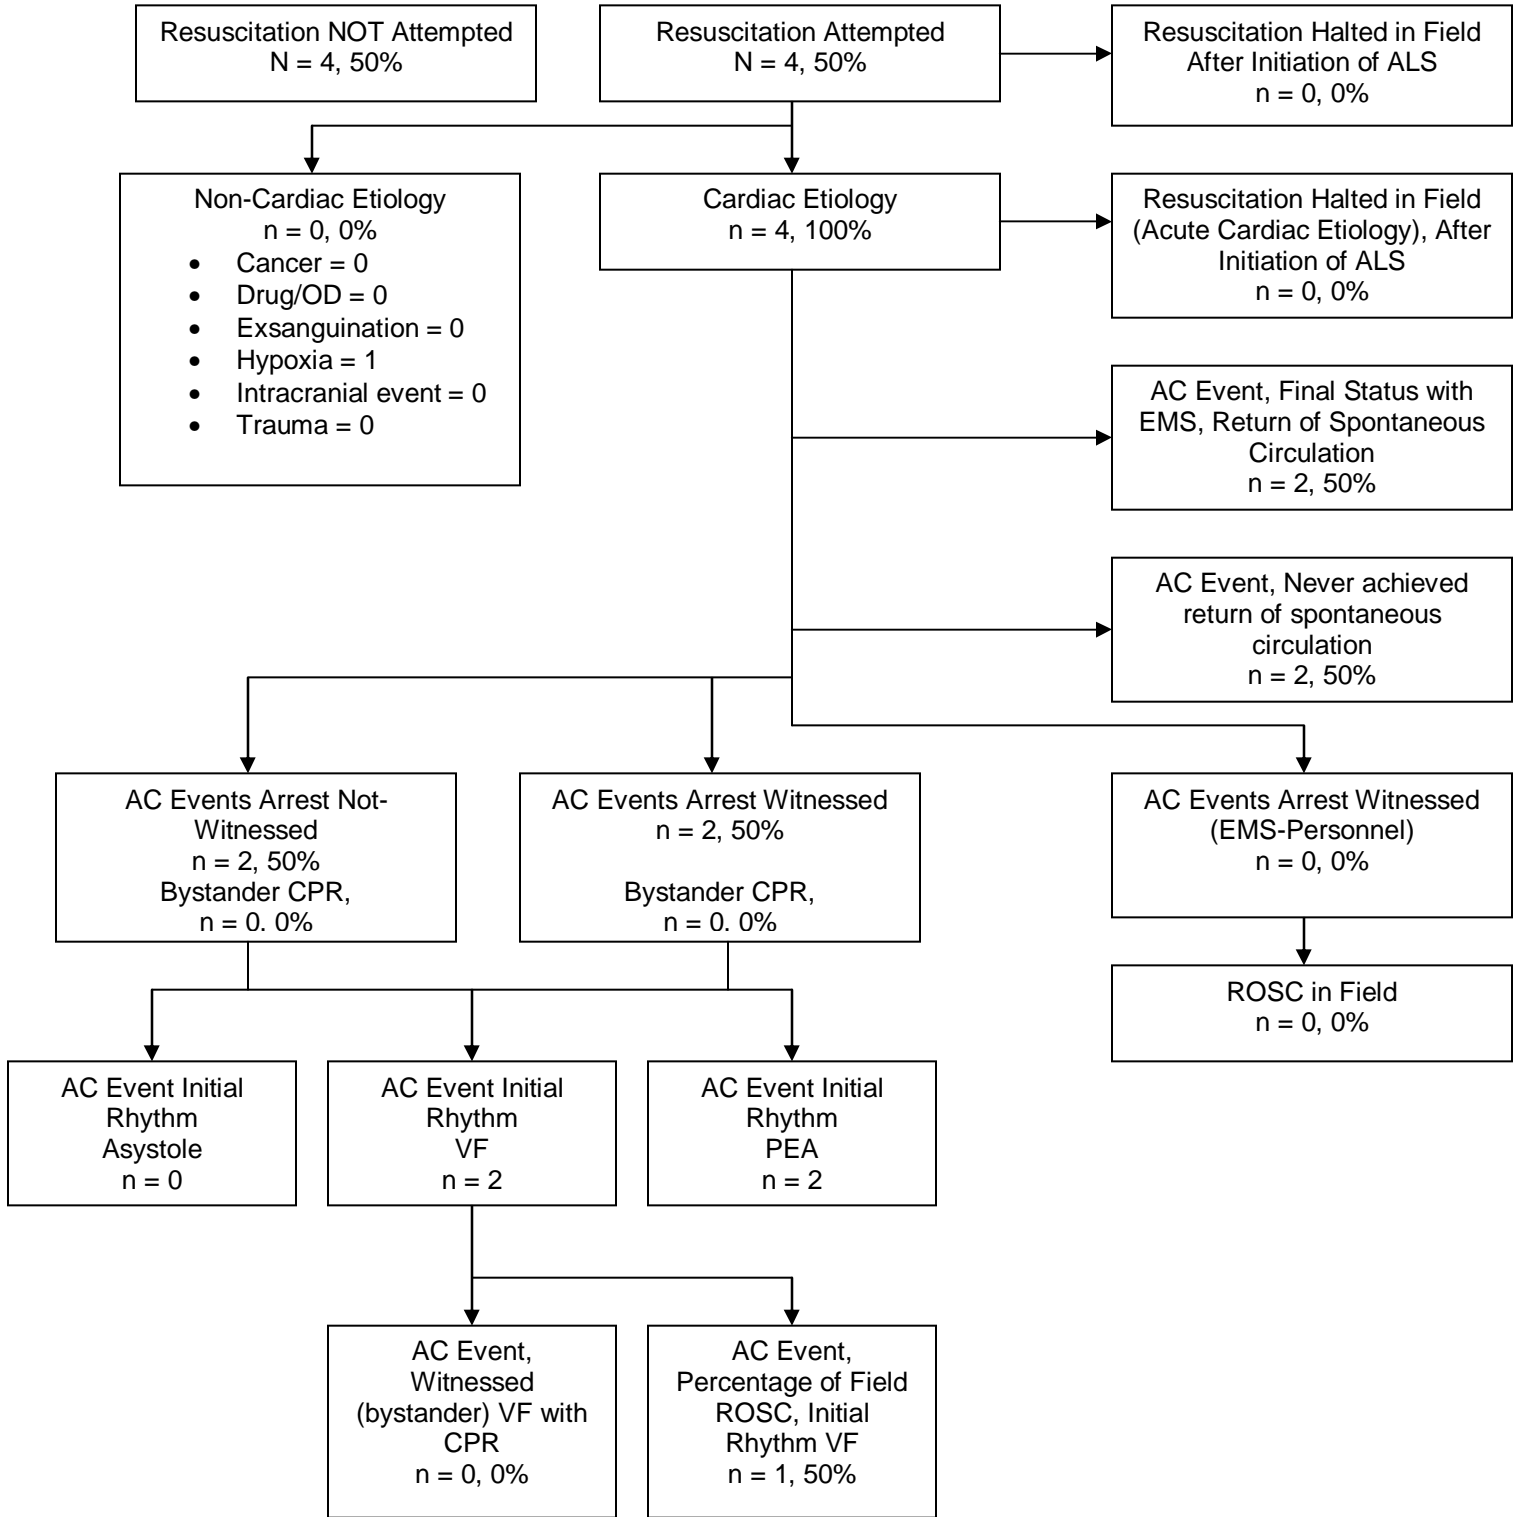 Resuscitation NOT Attempted
N = 4, 50%
Resuscitation Attempted
N = 4, 50%
Resuscitation Halted in Field
After Initiation of ALS
n = 0, 0%
Non-Cardiac Etiology
n = 0, 0%
• Cancer = 0
• Drug/OD = 0
• Exsanguination = 0
• Hypoxia = 1
• Intracranial event = 0
• Trauma = 0
Cardiac Etiology
n = 4, 100%
Resuscitation Halted in Field
(Acute Cardiac Etiology), After
Initiation of ALS
n = 0, 0%
AC Event, Final Status with
EMS, Return of Spontaneous
Circulation
n = 2, 50%
AC Event, Never achieved
return of spontaneous
circulation
n = 2, 50%
AC Events Arrest Not-
Witnessed
n = 2, 50%
Bystander CPR,
n = 0. 0%
AC Events Arrest Witnessed
n = 2, 50%
Bystander CPR,
n = 0. 0%
AC Events Arrest Witnessed
(EMS-Personnel)
n = 0, 0%
ROSC in Field
n = 0, 0%
AC Event Initial
Rhythm
Asystole
n = 0
AC Event Initial
Rhythm
VF
n = 2
AC Event Initial
Rhythm
PEA
n = 2
AC Event,
Witnessed
(bystander) VF with
CPR
n = 0, 0%
AC Event,
Percentage of Field
ROSC, Initial
Rhythm VF
n = 1, 50%